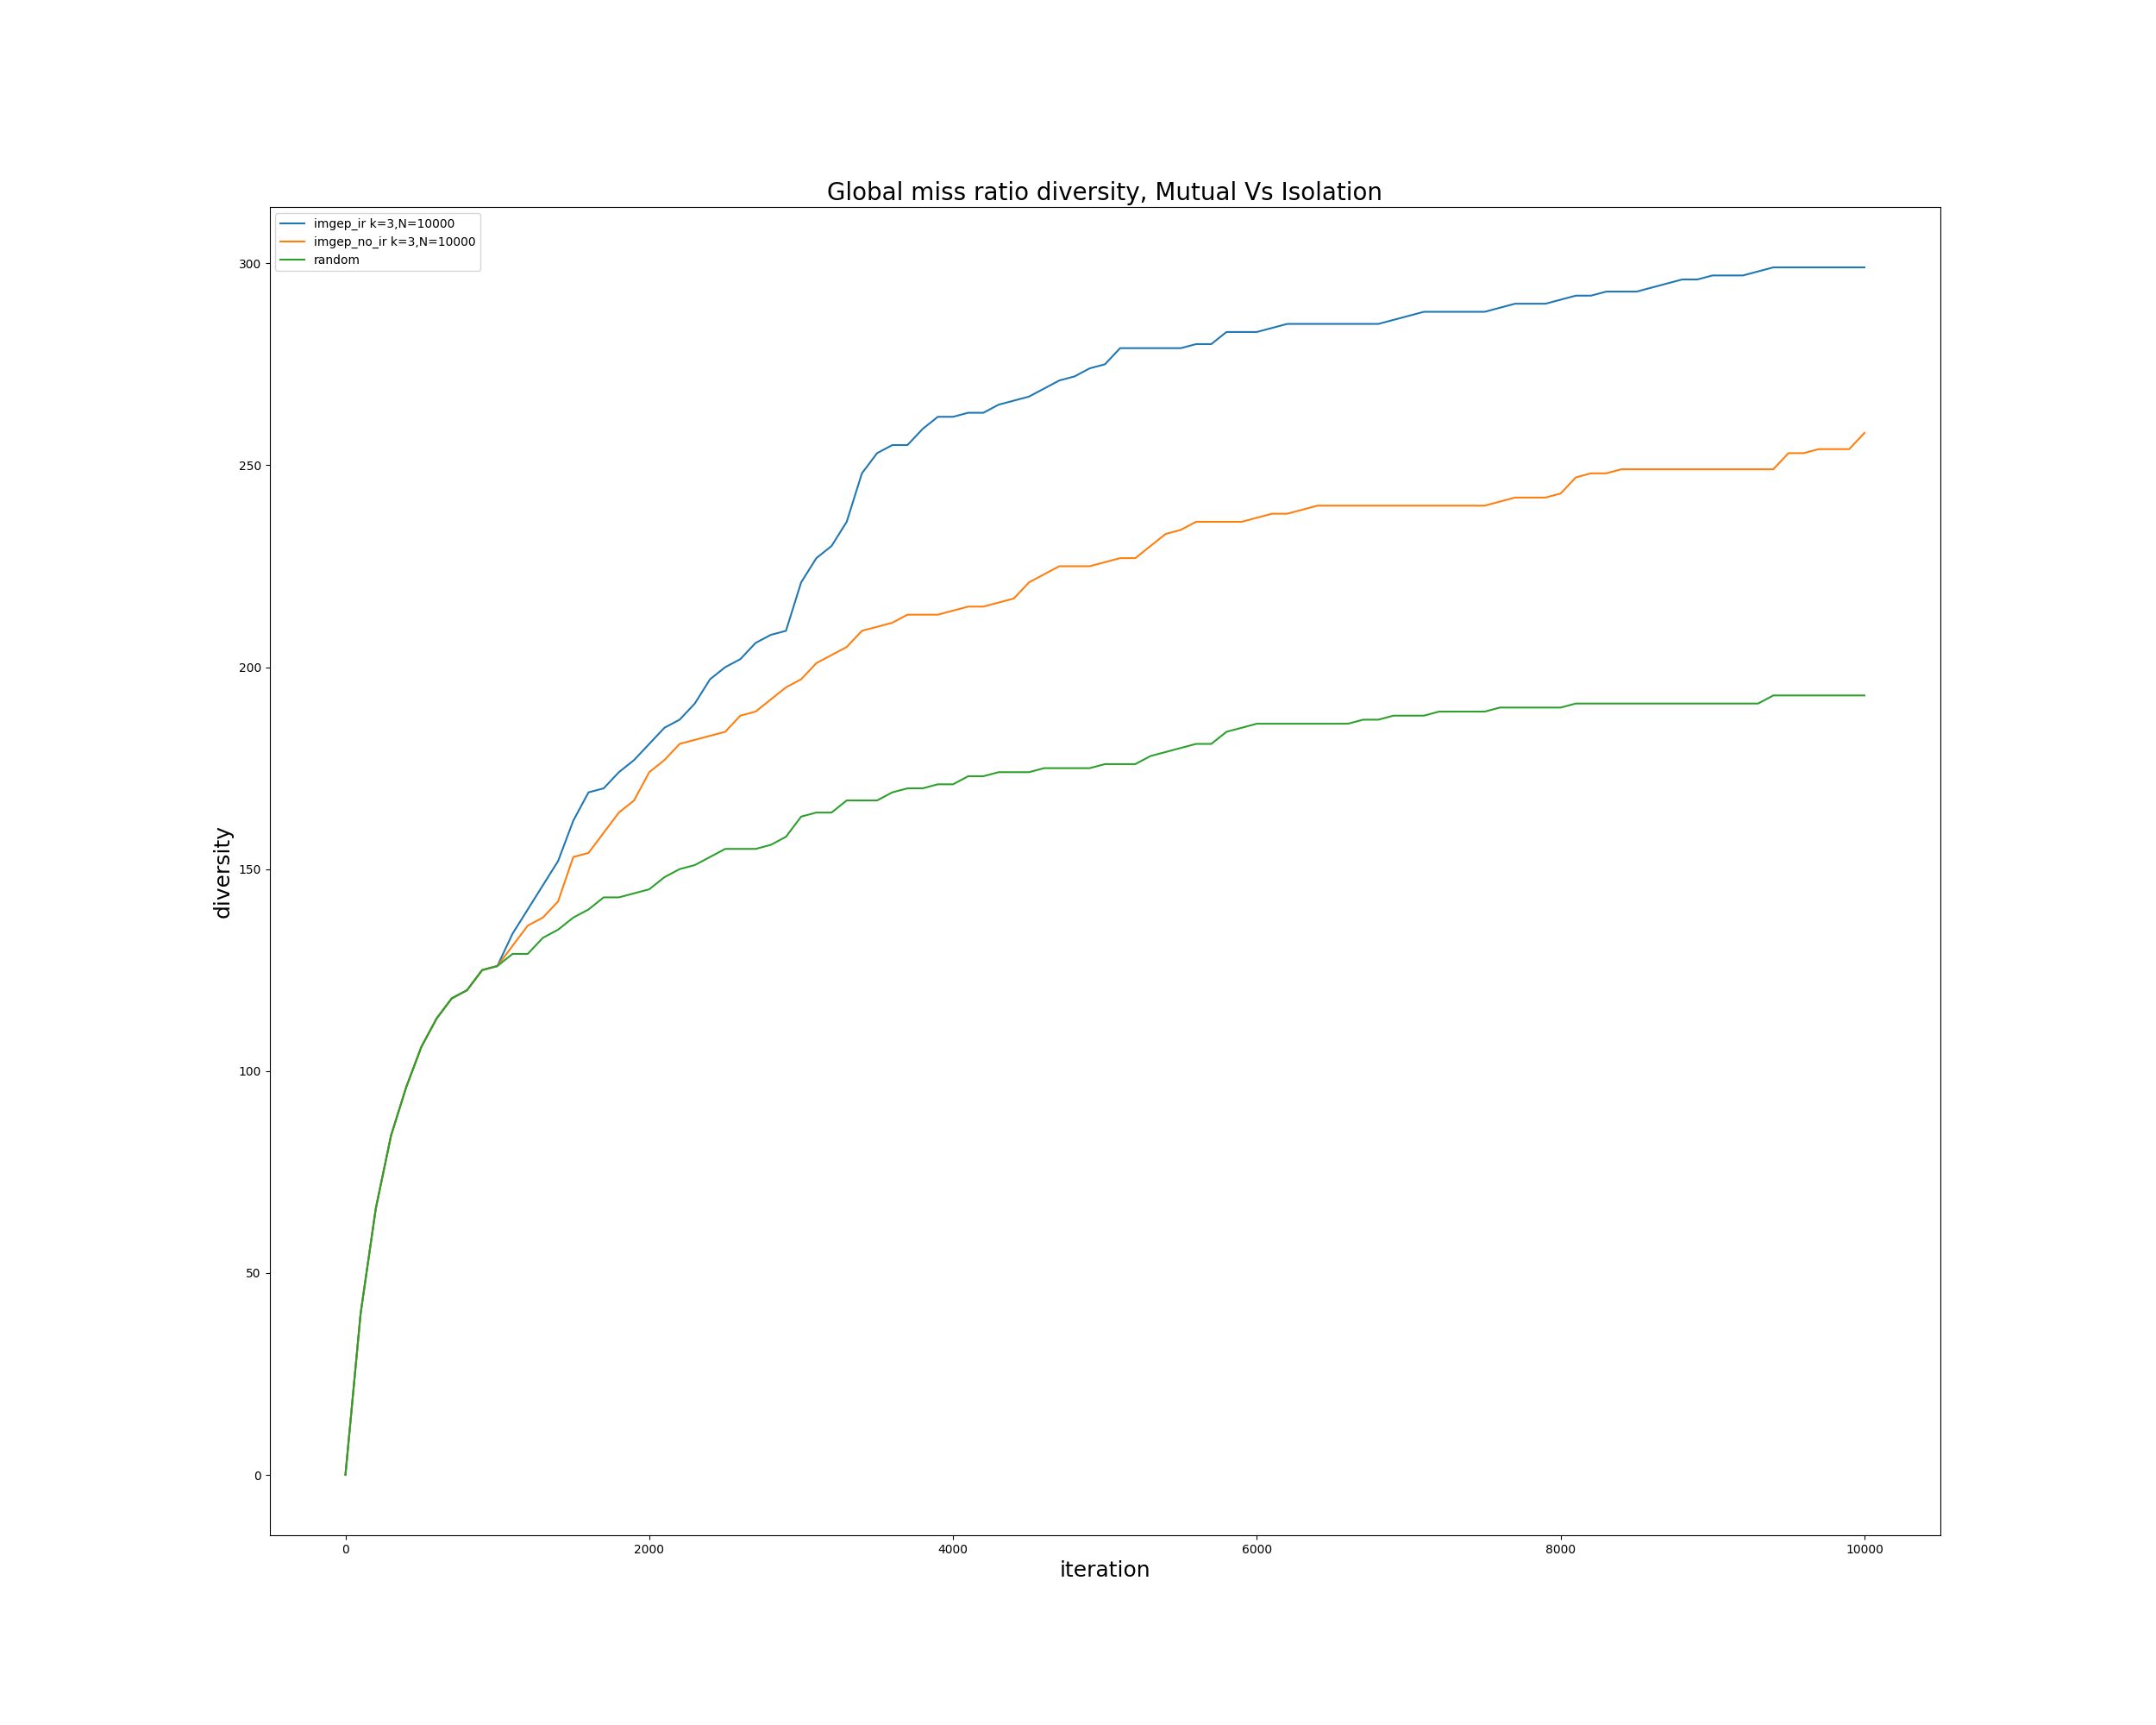 Global miss ratio diversity, Mutual Vs Isolation
imgep_ir k=3,N=10000
imgep_no_ir k=3,N=10000
random
300
250
200
150
100
50
0
diversity
0 2000 4000 6000 8000 10000
iteration